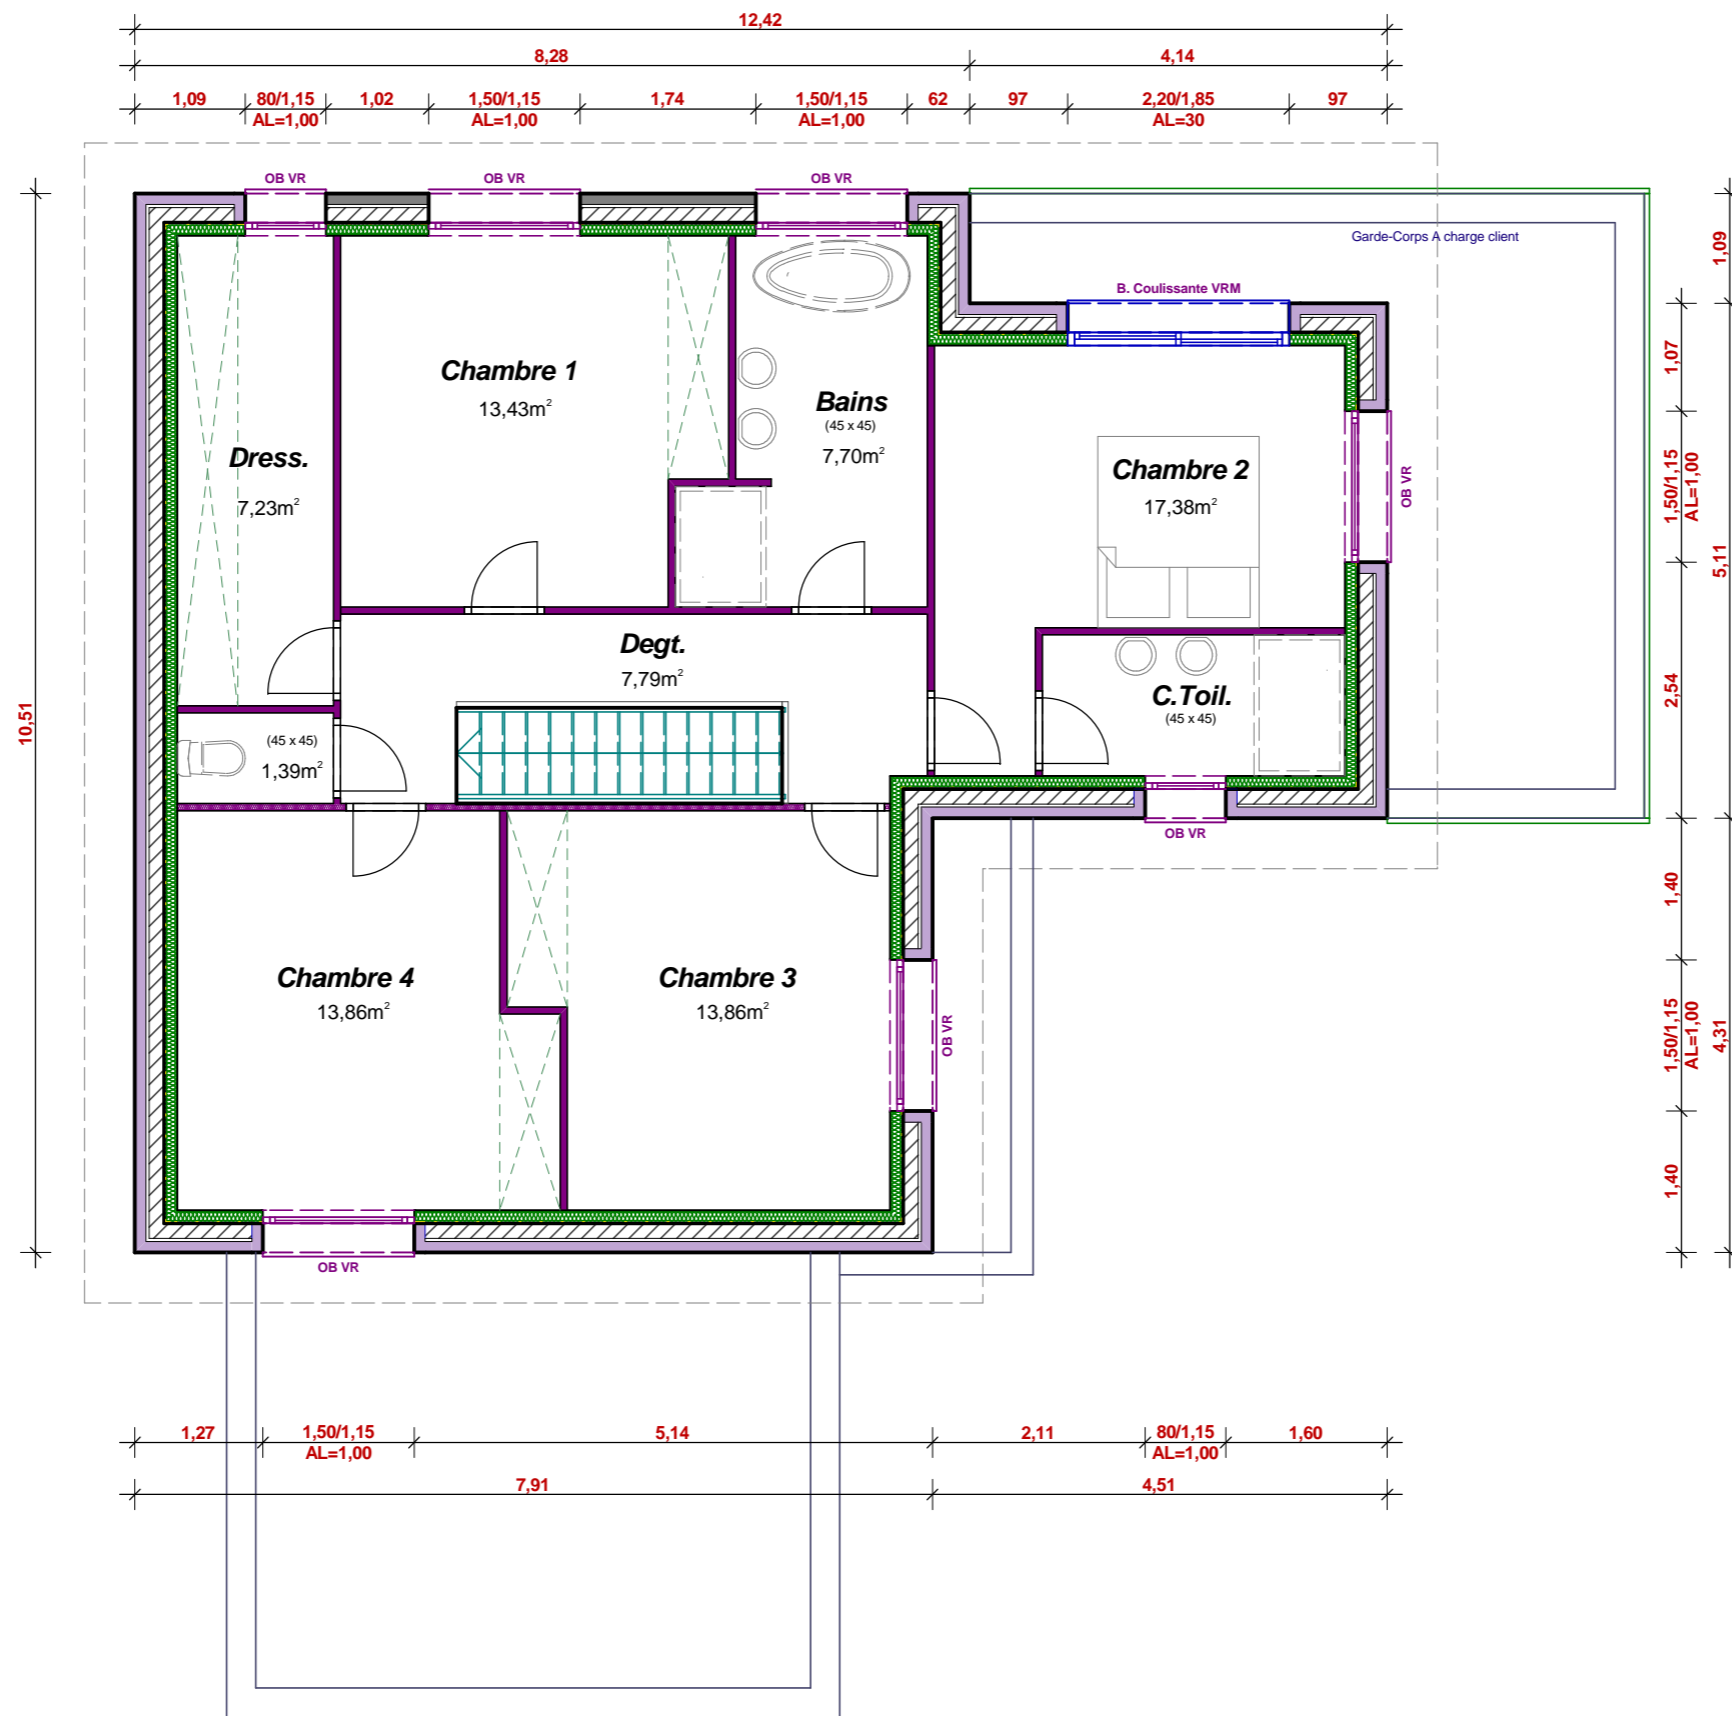 12,42
8,28
4,14
1,09
80/1,15
AL=1,00
1,02
1,50/1,15
AL=1,00
1,74
1,50/1,15
AL=1,00
62
97
2,20/1,85
AL=30
97
OB VR
OB VR
OB VR
Garde-Corps A charge client
B. Coulissante VRM
Chambre 1
13,43m²
Bains
(45 x 45)
7,70m²
Dress.
7,23m²
Chambre 2
17,38m²
OB VR
Degt.
7,79m²
C.Toil.
(45 x 45)
(45 x 45)
1,39m²
OB VR
Chambre 4
13,86m²
Chambre 3
13,86m²
OB VR
OB VR
10,51
1,09
1,07
1,50/1,15
AL=1,00
5,11
2,54
1,40
1,50/1,15
AL=1,00
4,31
1,40
1,27
1,50/1,15
AL=1,00
5,14
2,11
80/1,15
AL=1,00
1,60
7,91
4,51